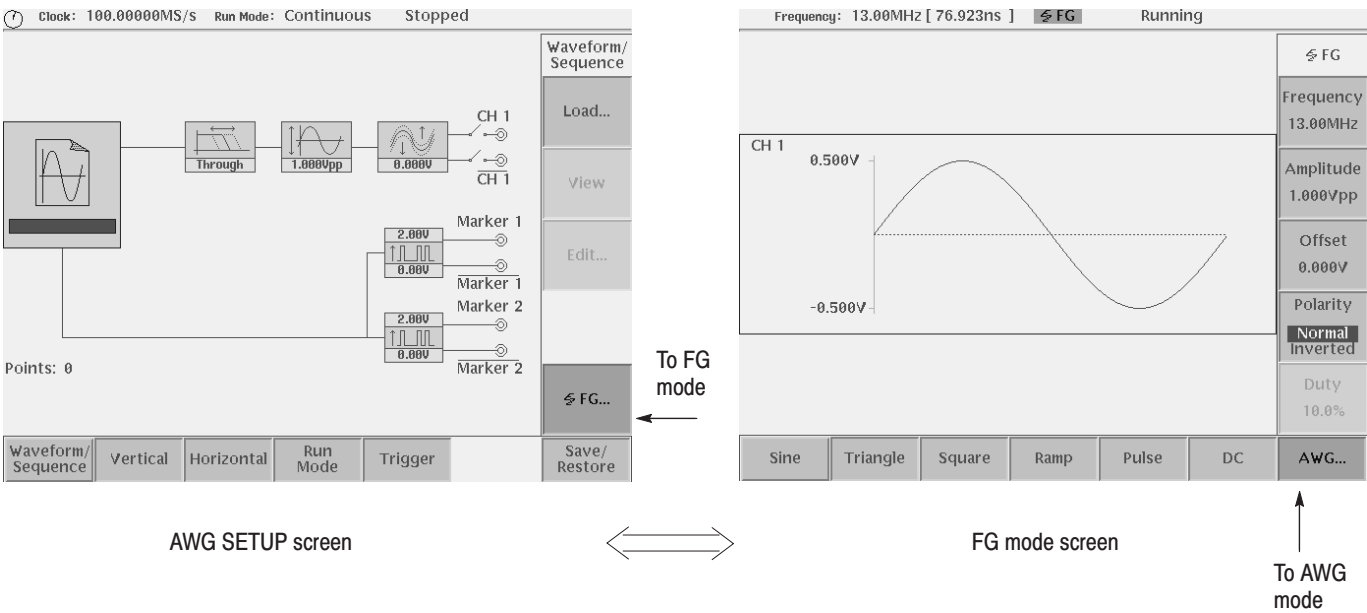 Clock: 100.00000MS/s Run Mode: Continuous Stopped
Waveform/
Sequence
Load...
View
Edit...
FG...
CH 1
CH 1
Through
1.000Vpp
0.000V
Marker 1
2.00V
0.00V
Marker 1
Marker 2
2.00V
0.00V
Marker 2
Points: 0
Waveform/
Sequence
Vertical
Horizontal
Run
Mode
Trigger
Save/
Restore
To FG
mode
Frequency: 13.00MHz [ 76.923ns ] FG Running
FG
Frequency
13.00MHz
Amplitude
1.000Vpp
Offset
0.000V
Polarity
Normal
Inverted
Duty
10.0%
CH 1
0.500V
-0.500V
Sine
Triangle
Square
Ramp
Pulse
DC
AWG...
AWG SETUP screen
FG mode screen
To AWG
mode